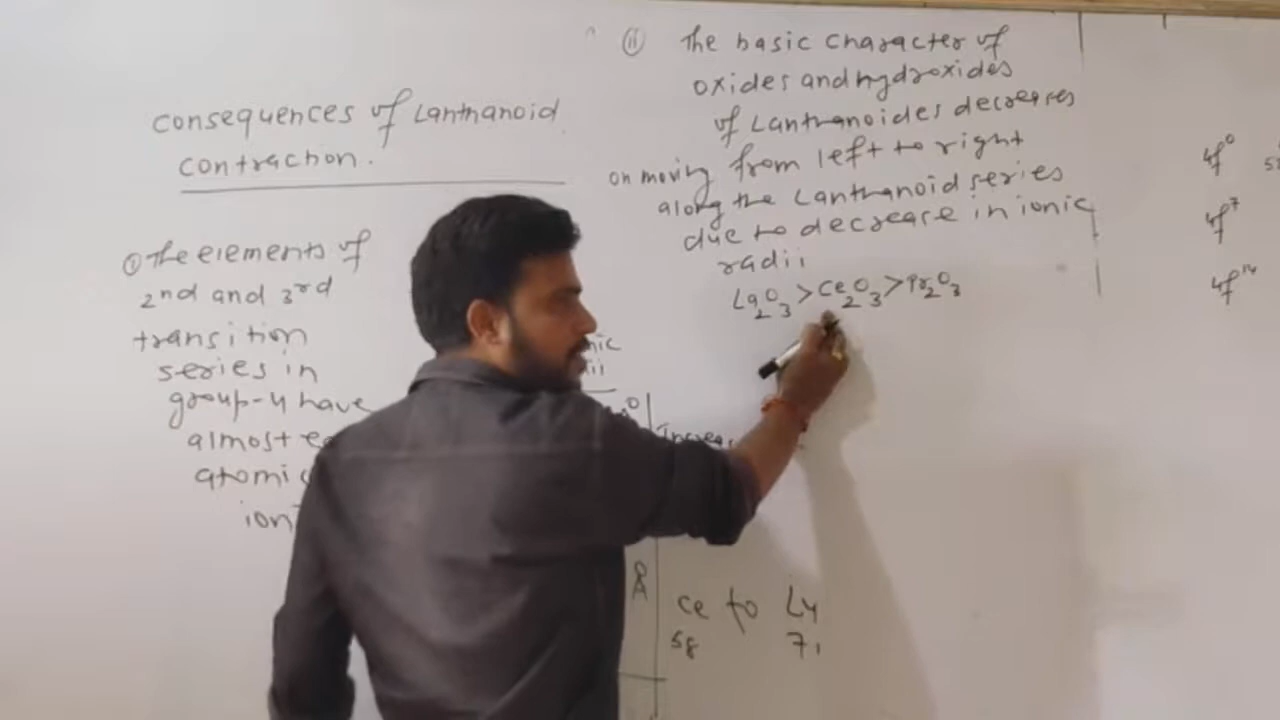 consequences of Lanthanoid
contraction.
① The elements of
2nd and 3rd
transition
series in
group-4 have
almost
atomic
ⅱ The basic character of
oxides and hydroxides
of Lanthanoides decreases
on moving from left to right
along the Lanthanoid series
due to decrease in ionic
radii
La₂O₃ > Ce₂O₃ > Pr₂O₃
Ce to Lu
58 71
4f⁰
4f⁷
4f¹⁴